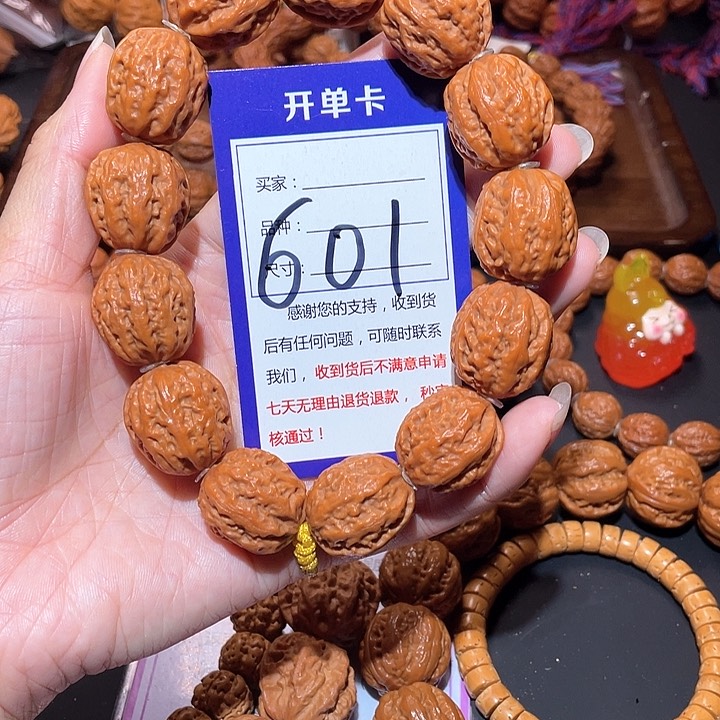 开单卡
买家：
品种：
尺寸：
601
感谢您的支持，收到货
后有任何问题，可随时联系
我们，收到货后不满意申请
七天无理由退货退款，秒审
核通过！